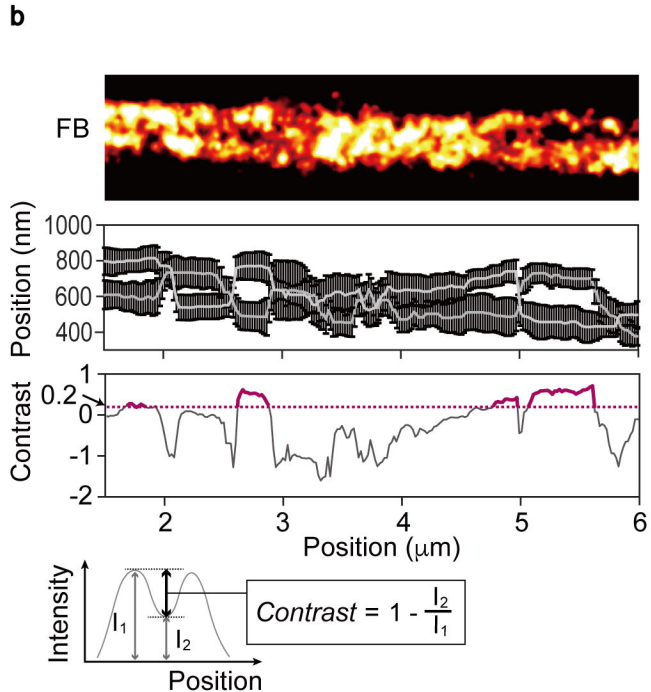 b
FB
Position (nm)
1000
800
600
400
Contrast
1
0.2
0
-1
-2
2
3
4
5
6
Position (μm)
Intensity
I1
I2
Position
Contrast = 1 - I2/I1